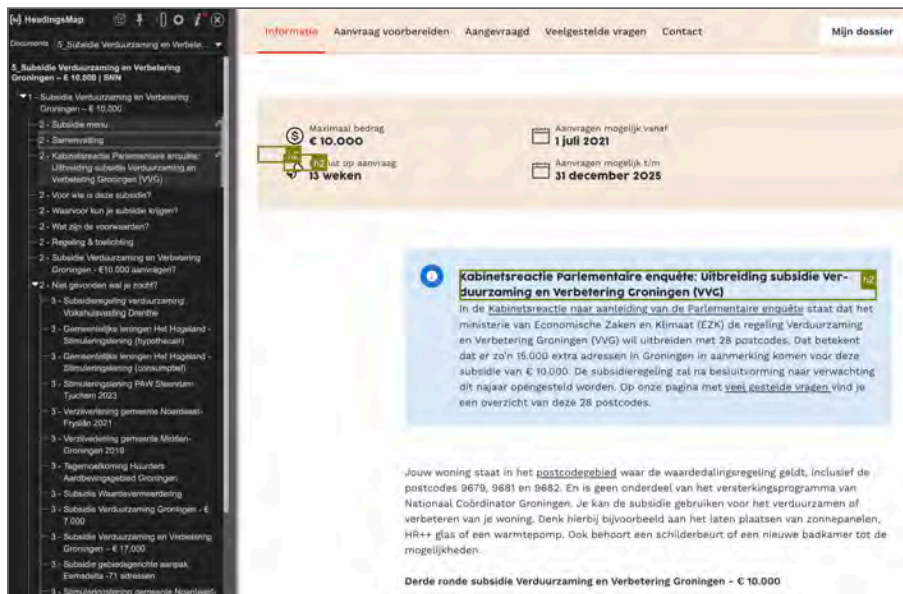 [H] HeadingsMap
Documents 5_Subsidie Verduurzaming en Verbete...
5_Subsidie Verduurzaming en Verbetering
Groningen – € 10.000 | SNN
1 - Subsidie Verduurzaming en Verbetering
Groningen – € 10.000
2 - Subsidie menu
2 - Samenvatting
2 - Kabinetsreactie Parlementaire enquête:
Uitbreiding subsidie Verduurzaming en
Verbetering Groningen (VVG)
2 - Voor wie is deze subsidie?
2 - Waarvoor kun je subsidie krijgen?
2 - Wat zijn de voorwaarden?
2 - Regeling & toelichting
2 - Subsidie Verduurzaming en Verbetering
Groningen - €10.000 aanvragen?
2 - Niet gevonden wat je zocht?
3 - Subsidieregeling verduurzaming
Volkshuisvesting Drenthe
3 - Gemeentelijke leningen Het Hogeland -
Stimuleringslening (hypothecair)
3 - Gemeentelijke leningen Het Hogeland -
Stimuleringslening (consumptief)
3 - Stimuleringslening PAW Steendam
Tjuchem 2023
3 - Verzilverlening gemeente Noardeast-
Fryslân 2021
3 - Verzilverlening gemeente Midden-
Groningen 2019
3 - Tegemoetkoming Huurders
Aardbevingsgebied Groningen
3 - Subsidie Waardevermeerdering
3 - Subsidie Verduurzaming Groningen - €
7.000
3 - Subsidie Verduurzaming en Verbetering
Groningen – € 17.000
3 - Subsidie gebiedsgerichte aanpak
Eemsdelta -71 adressen
3 - Stimuleringslening gemeente Noardeast-
Informatie Aanvraag voorbereiden Aangevraagd Veelgestelde vragen Contact Mijn dossier
Maximaal bedrag
€ 10.000
Aanvragen mogelijk vanaf
1 juli 2021
h2
h2
uit op aanvraag
13 weken
Aanvragen mogelijk t/m
31 december 2025
Kabinetsreactie Parlementaire enquête: Uitbreiding subsidie Ver-
duurzaming en Verbetering Groningen (VVG)
h2
In de Kabinetsreactie naar aanleiding van de Parlementaire enquête staat dat het
ministerie van Economische Zaken en Klimaat (EZK) de regeling Verduurzaming
en Verbetering Groningen (VVG) wil uitbreiden met 28 postcodes. Dat betekent
dat er zo'n 15.000 extra adressen in Groningen in aanmerking komen voor deze
subsidie van € 10.000. De subsidieregeling zal na besluitvorming naar verwachting
dit najaar opengesteld worden. Op onze pagina met veel gestelde vragen vind je
een overzicht van deze 28 postcodes.
Jouw woning staat in het postcodegebied waar de waardedalingsregeling geldt, inclusief de
postcodes 9679, 9681 en 9682. En is geen onderdeel van het versterkingsprogramma van
Nationaal Coördinator Groningen. Je kan de subsidie gebruiken voor het verduurzamen of
verbeteren van je woning. Denk hierbij bijvoorbeeld aan het laten plaatsen van zonnepanelen,
HR++ glas of een warmtepomp. Ook behoort een schilderbeurt of een nieuwe badkamer tot de
mogelijkheden.
Derde ronde subsidie Verduurzaming en Verbetering Groningen - € 10.000